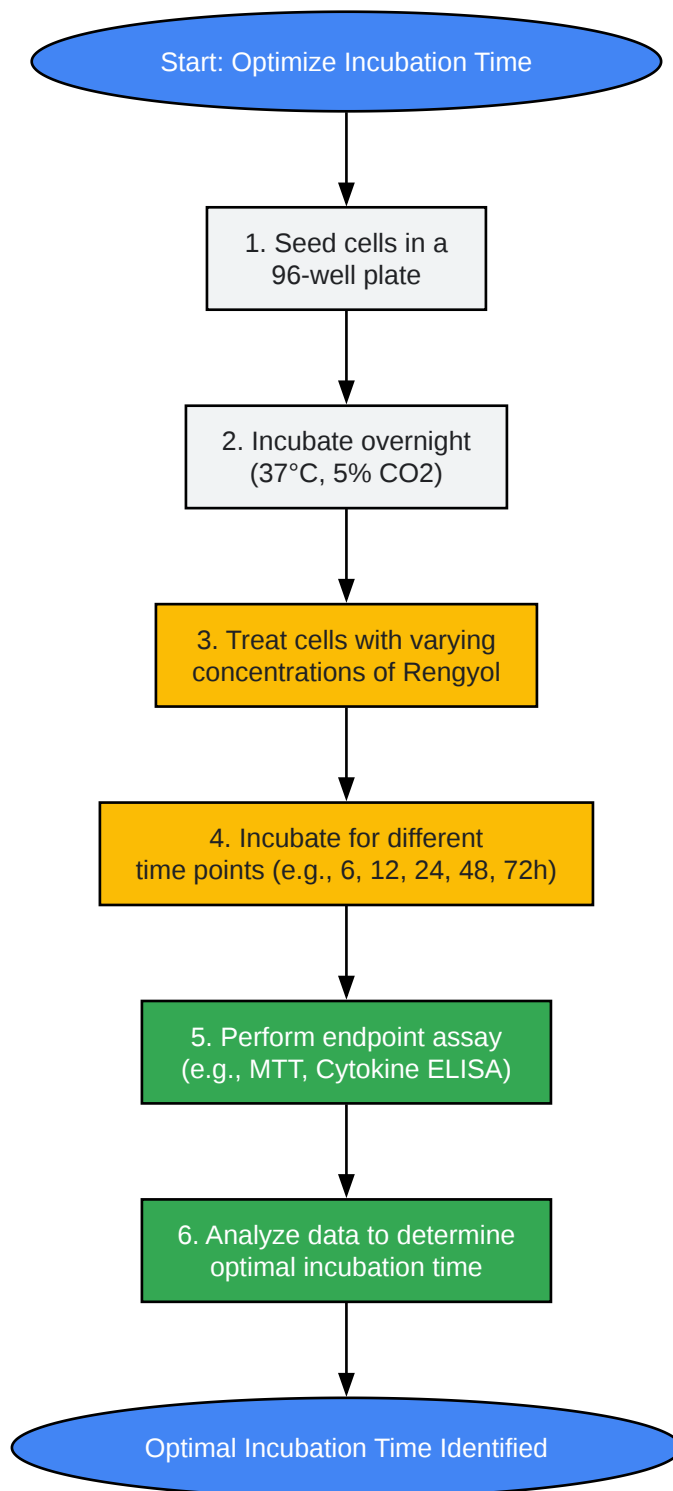 Start: Optimize Incubation Time
1. Seed cells in a
96-well plate
2. Incubate overnight
(37°C, 5% CO2)
3. Treat cells with varying
concentrations of Rengyol
4. Incubate for different
time points (e.g., 6, 12, 24, 48, 72h)
5. Perform endpoint assay
(e.g., MTT, Cytokine ELISA)
6. Analyze data to determine
optimal incubation time
Optimal Incubation Time Identified